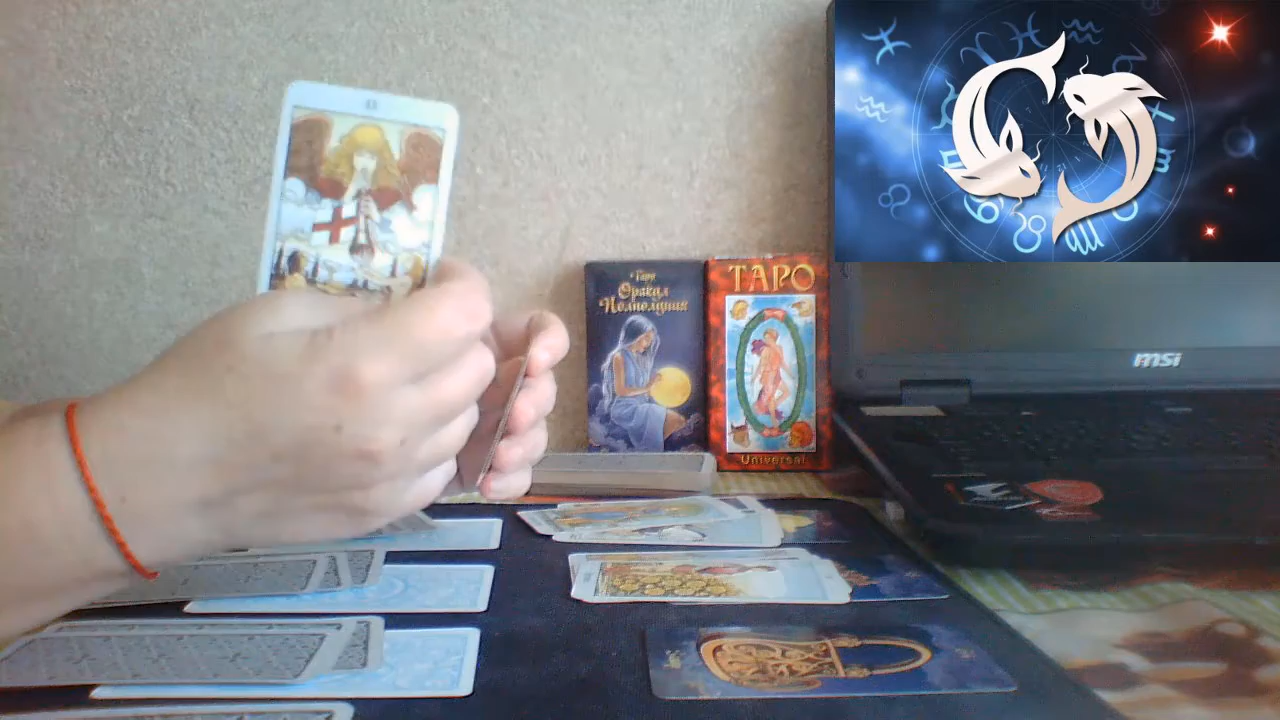 Таро
Оракул
Полнолуния
ТАРО
Universal
msi